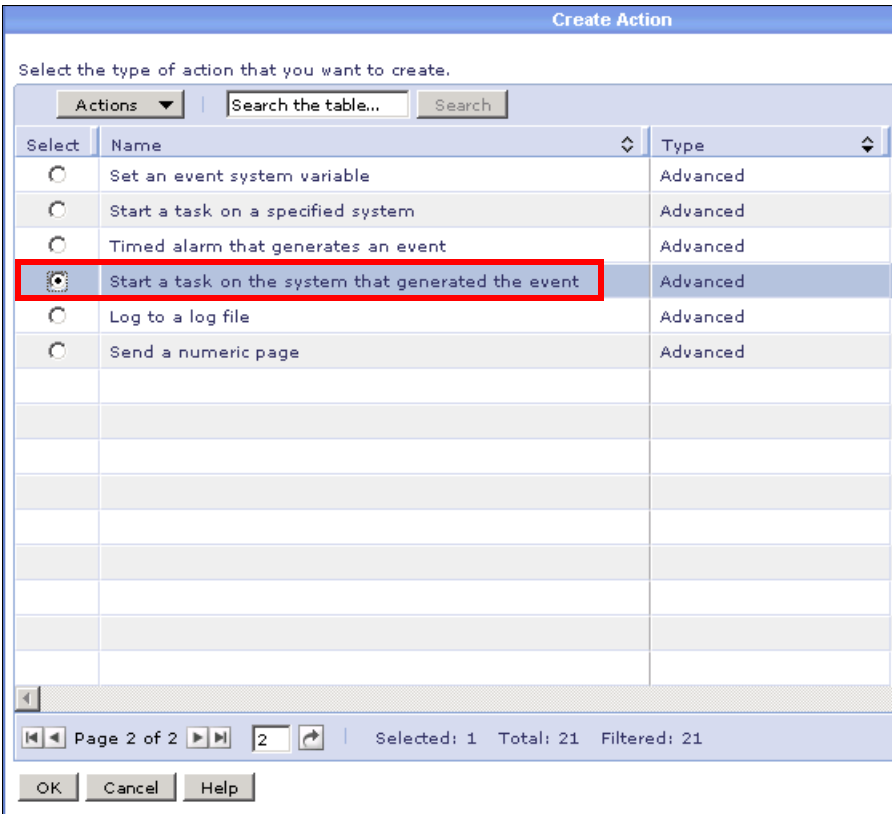 Create Action
Select the type of action that you want to create.
Actions Search the table... Search
Select Name Type
Set an event system variable Advanced
Start a task on a specified system Advanced
Timed alarm that generates an event Advanced
Start a task on the system that generated the event Advanced
Log to a log file Advanced
Send a numeric page Advanced
Page 2 of 2 2 Selected: 1 Total: 21 Filtered: 21
OK Cancel Help